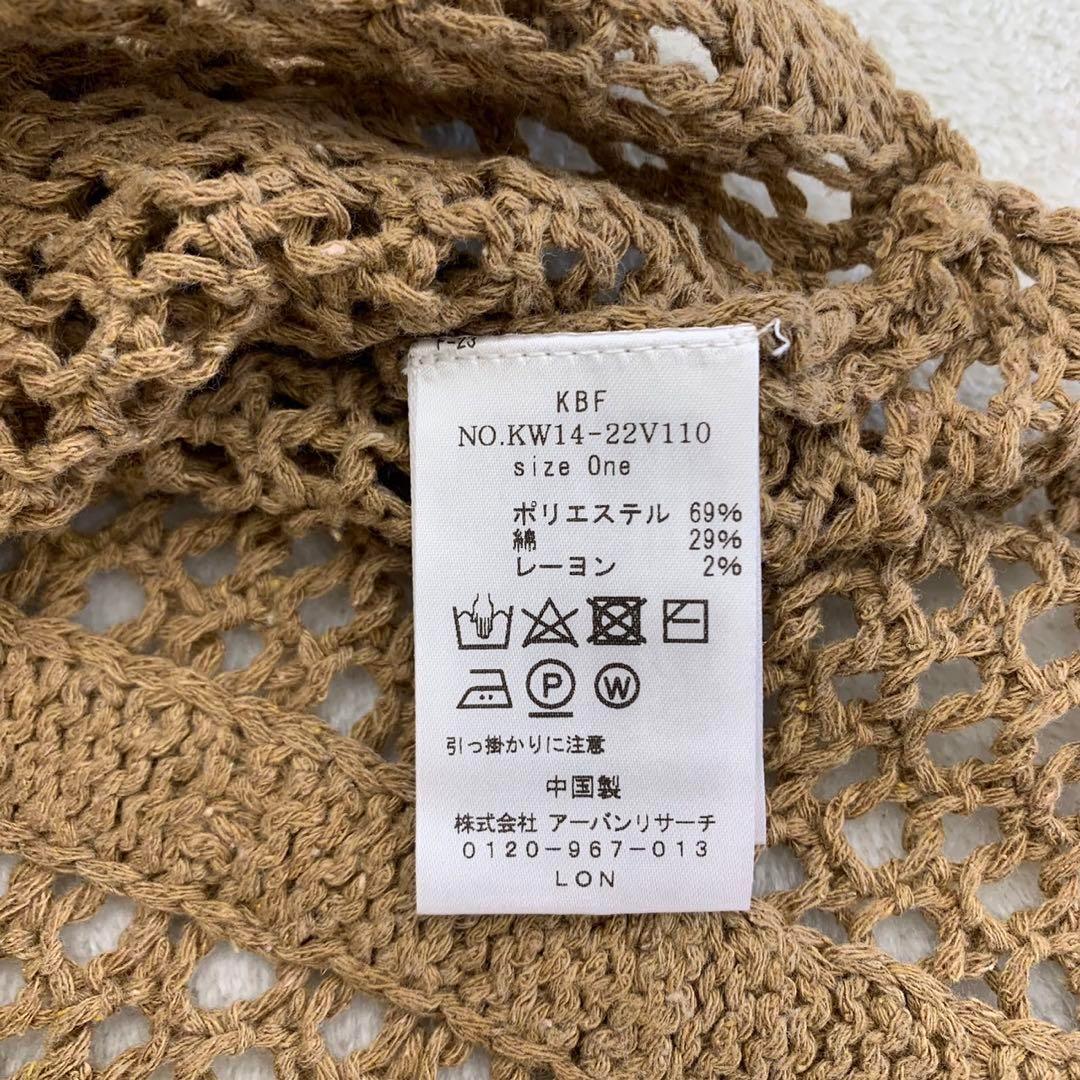 F-23
KBF
NO.KW14-22V110
size One
ポリエステル 69%
綿 29%
レーヨン 2%
P W
引っ掛かりに注意
中国製
株式会社 アーバンリサーチ
0120-967-013
LON